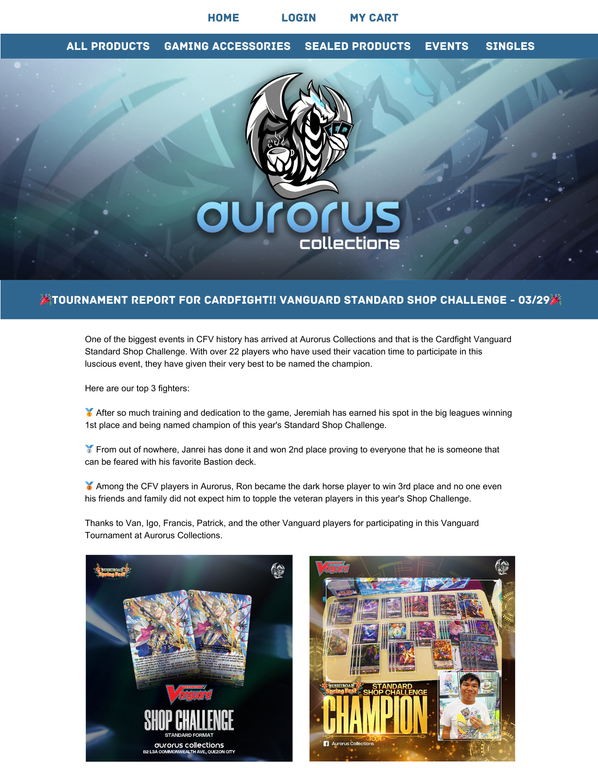 HOME LOGIN MY CART
ALL PRODUCTS GAMING ACCESSORIES SEALED PRODUCTS EVENTS SINGLES
aurorus
collections
🎉TOURNAMENT REPORT FOR CARDFIGHT!! VANGUARD STANDARD SHOP CHALLENGE - 03/29🎉
One of the biggest events in CFV history has arrived at Aurorus Collections and that is the Cardfight Vanguard
Standard Shop Challenge. With over 22 players who have used their vacation time to participate in this
luscious event, they have given their very best to be named the champion.
Here are our top 3 fighters:
🥇 After so much training and dedication to the game, Jeremiah has earned his spot in the big leagues winning
1st place and being named champion of this year's Standard Shop Challenge.
🥈 From out of nowhere, Janrei has done it and won 2nd place proving to everyone that he is someone that
can be feared with his favorite Bastion deck.
🥉 Among the CFV players in Aurorus, Ron became the dark horse player to win 3rd place and no one even
his friends and family did not expect him to topple the veteran players in this year's Shop Challenge.
Thanks to Van, Igo, Francis, Patrick, and the other Vanguard players for participating in this Vanguard
Tournament at Aurorus Collections.
BUSHIROAD
Spring Fest
Vanguard
SHOP CHALLENGE
STANDARD FORMAT
aurorus collections
B2 L3A COMMONWEALTH AVE., QUEZON CITY
Vanguard
BUSHIROAD
Spring Fest
STANDARD
SHOP CHALLENGE
CHAMPION
Aurorus Collections